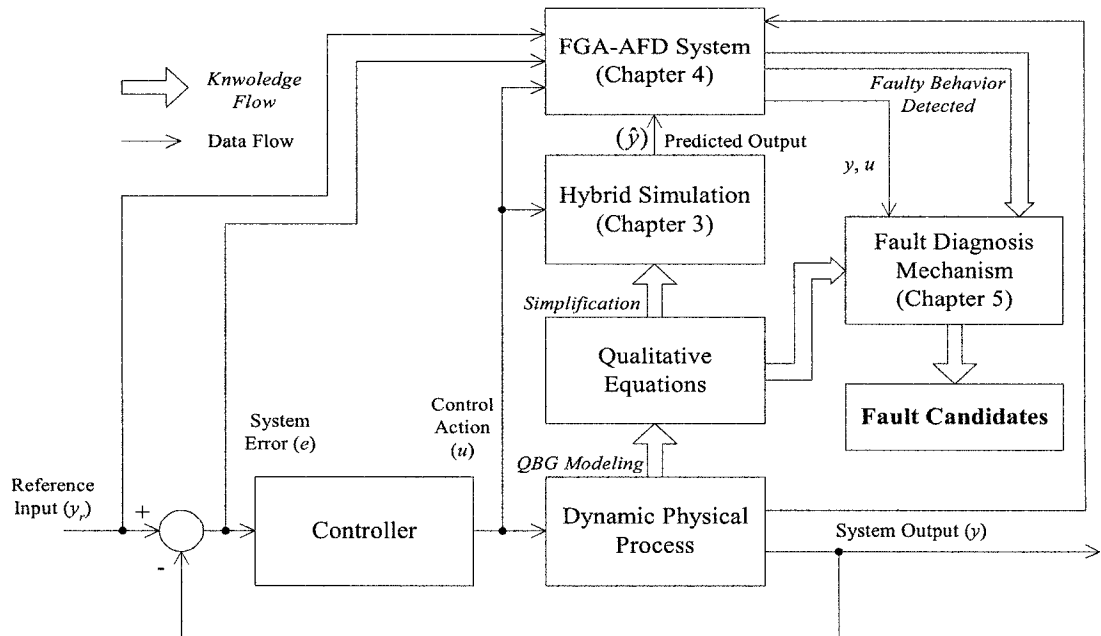 FGA-AFD System
(Chapter 4)
Knwoledge
Flow
Data Flow
Faulty Behavior
Detected
(ŷ)
Predicted Output
y, u
Hybrid Simulation
(Chapter 3)
Fault Diagnosis
Mechanism
(Chapter 5)
Simplification
Qualitative
Equations
Fault Candidates
Control
Action
(u)
System
Error (e)
QBG Modeling
Reference
Input (yr)
+
-
Controller
Dynamic Physical
Process
System Output (y)